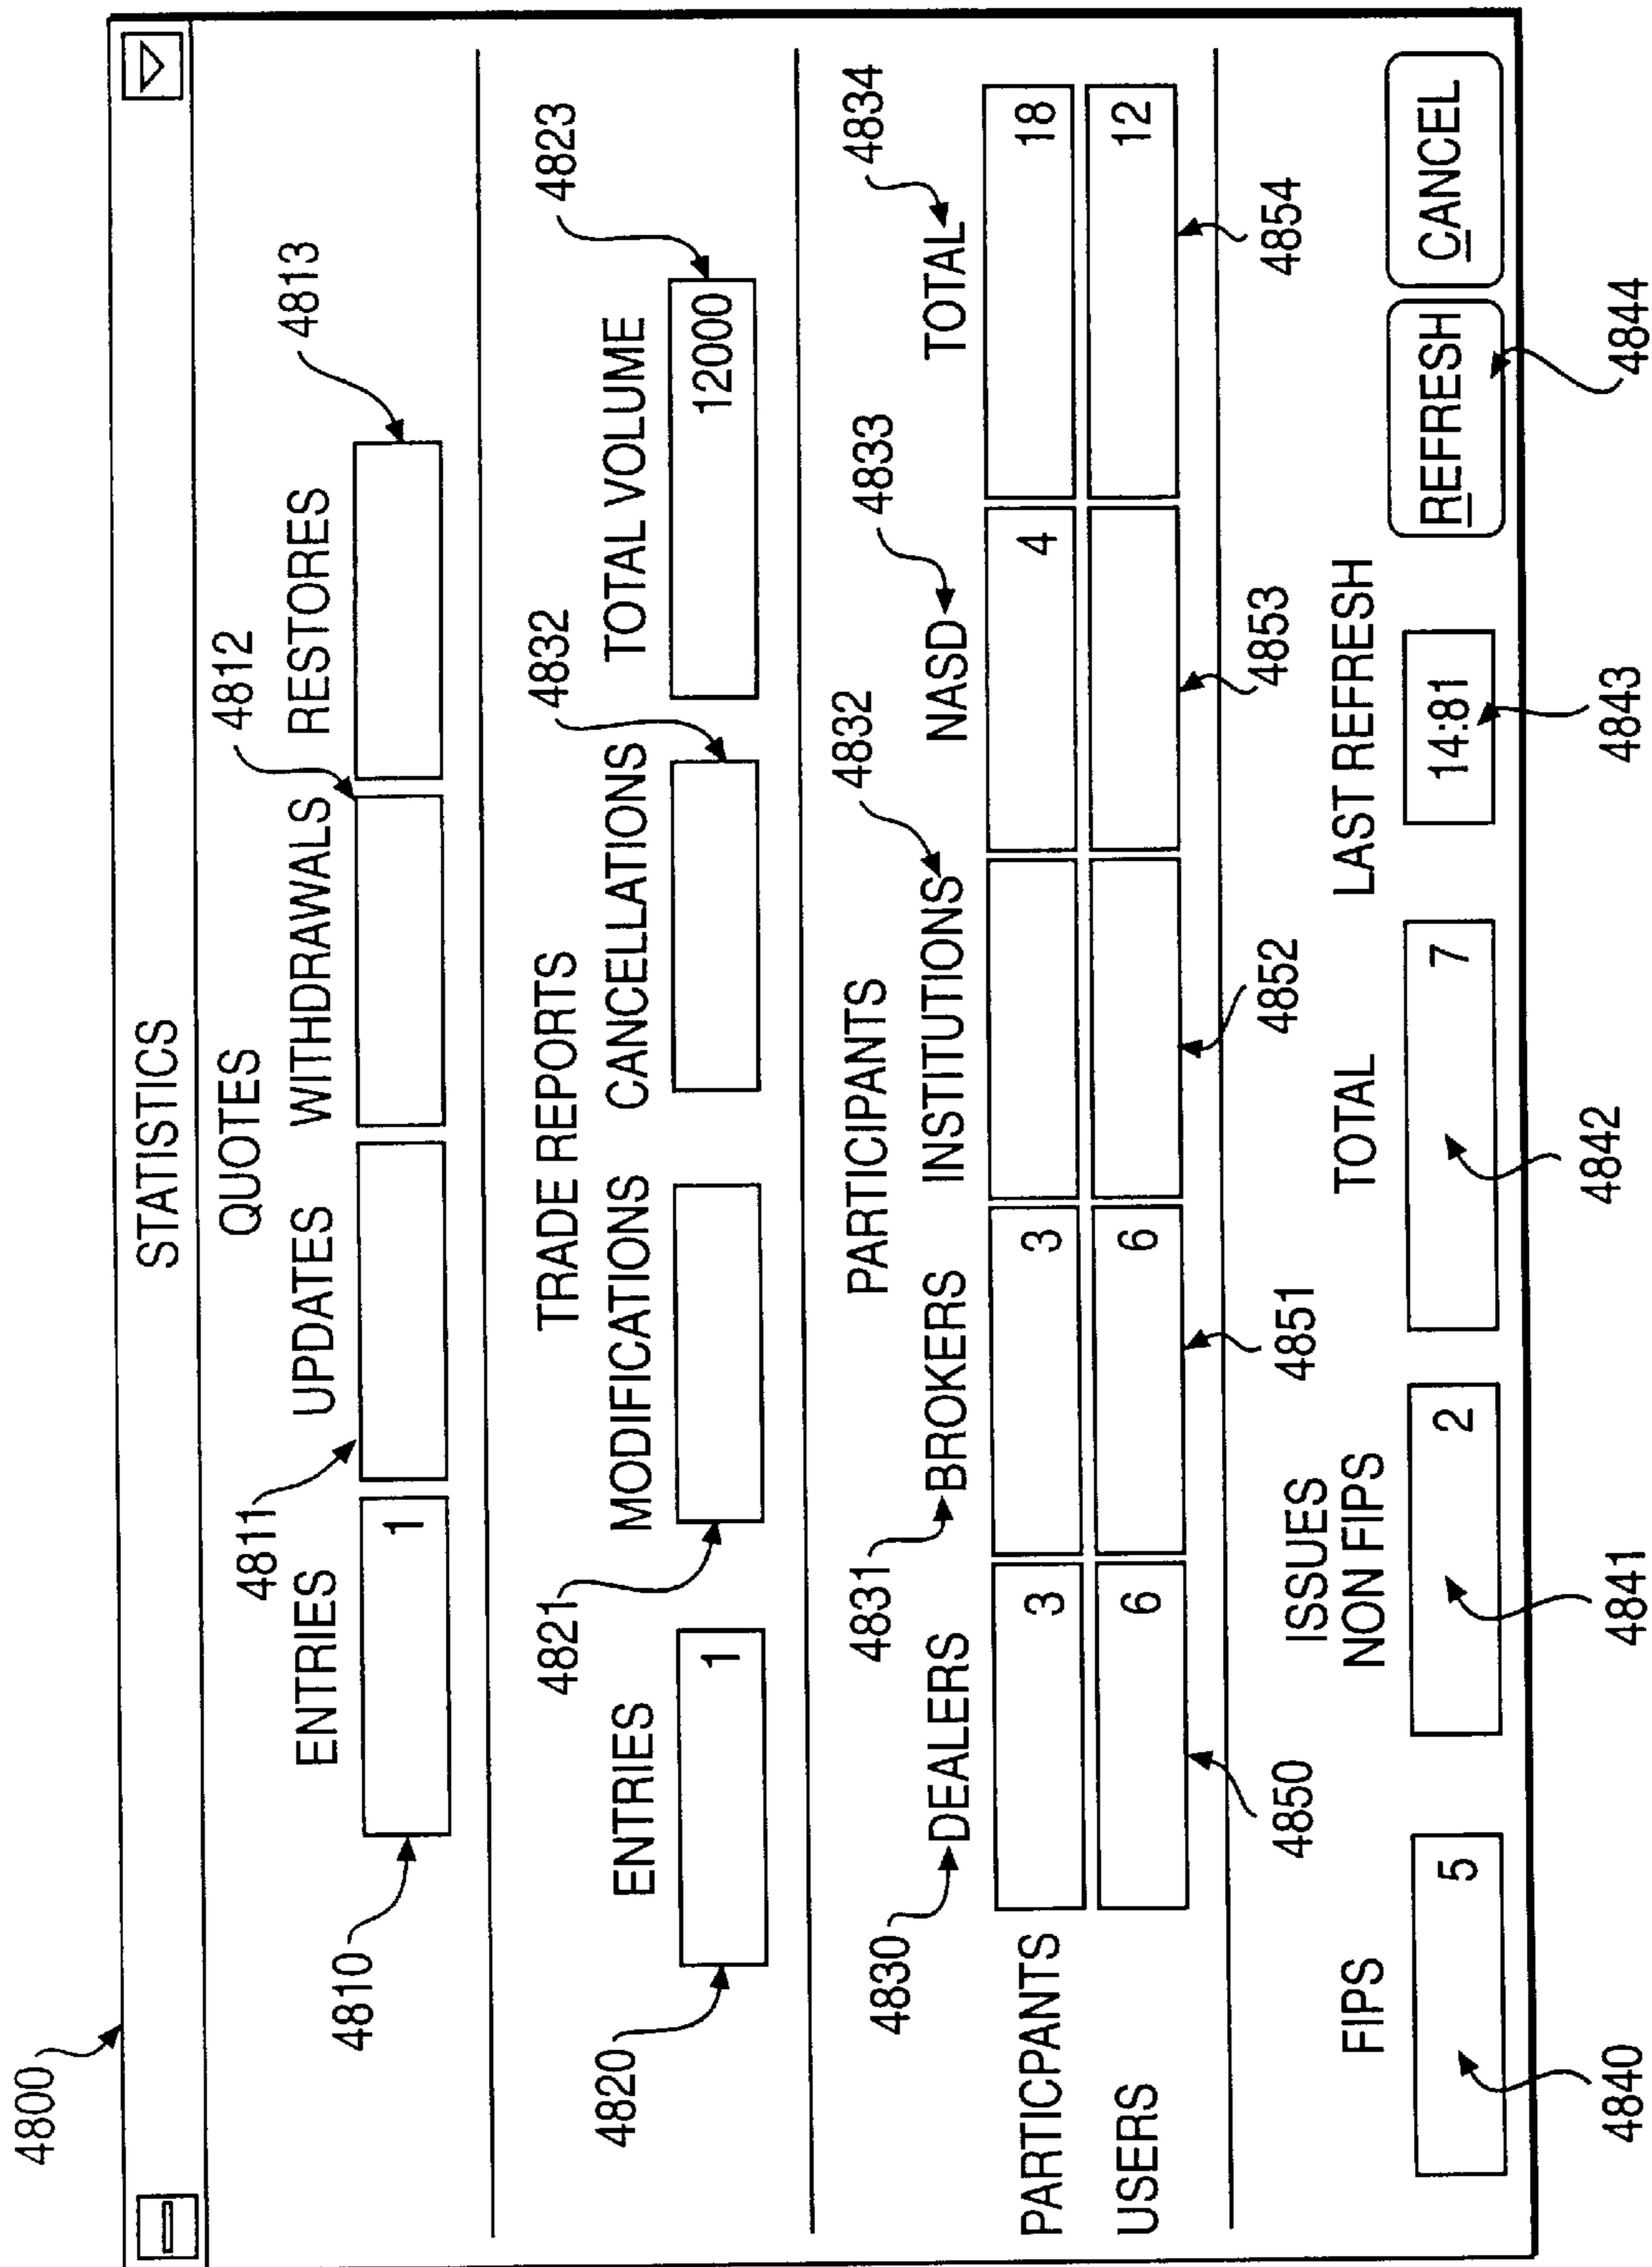 4800
STATISTICS
QUOTES
4811 4812 4813
ENTRIES UPDATES WITHDRAWALS RESTORES
4810 1
TRADE REPORTS
4821 4832 4823
ENTRIES MODIFICATIONS CANCELLATIONS TOTAL VOLUME
4820 1 12000
PARTICIPANTS
4830 4831 4832 4833 4834
DEALERS BROKERS INSTITUTIONS NASD TOTAL
PARTICPANTS 3 3 4 18
USERS 6 6 12
4850 4851 4852 4853 4854
ISSUES
FIPS NON FIPS TOTAL LAST REFRESH
5 2 7 14:81 REFRESH CANCEL
4840 4841 4842 4843 4844